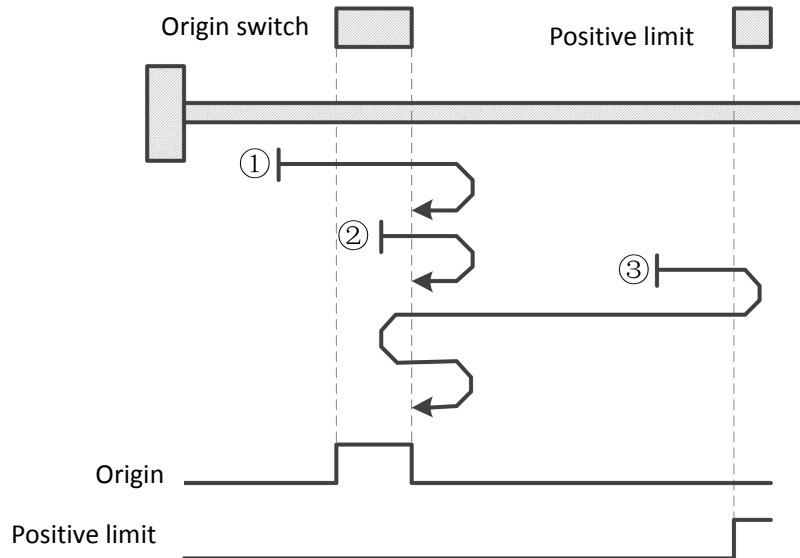 Origin switch
Positive limit
①
②
③
Origin
Positive limit